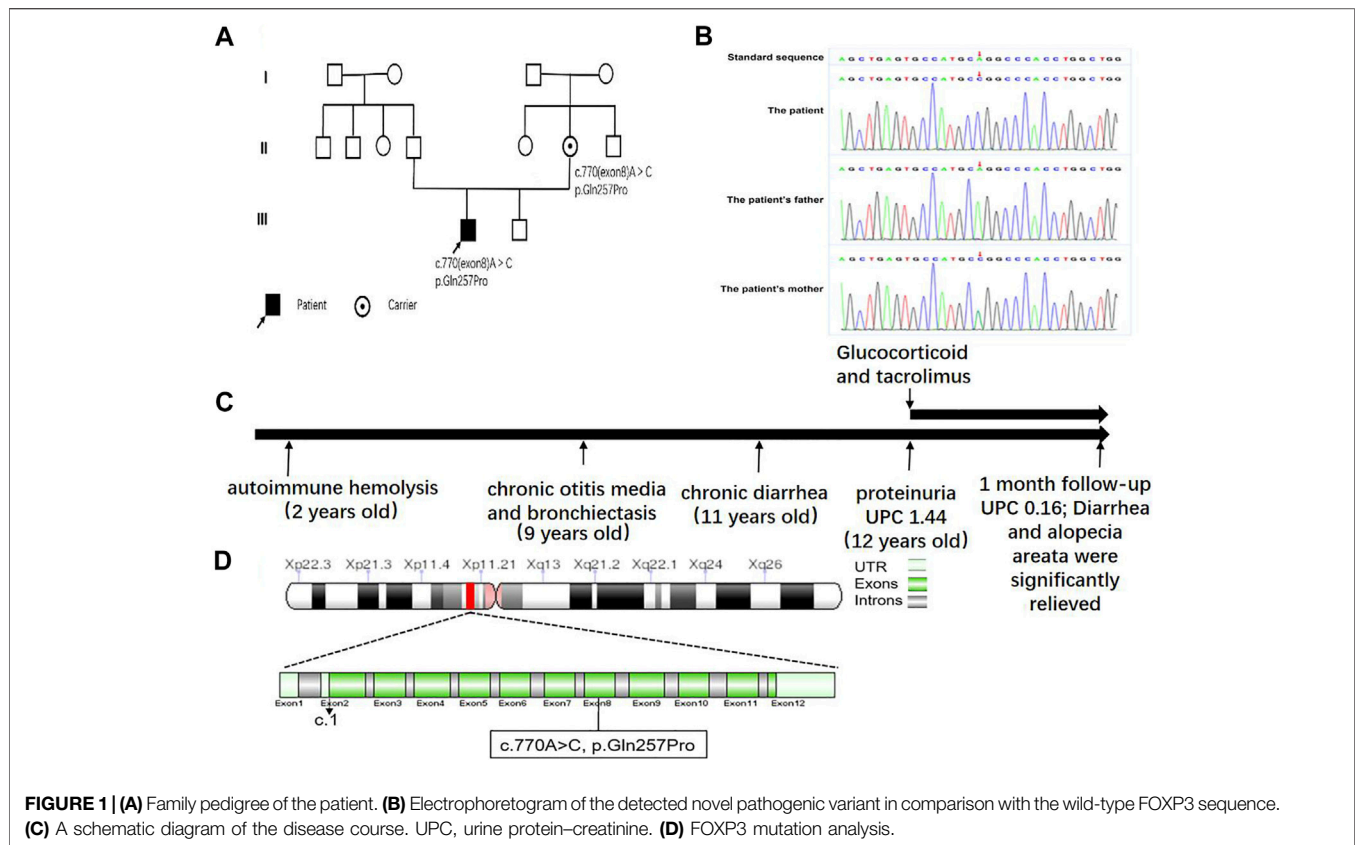 A
I
II
III
c.770(exon8)A > C
p.Gln257Pro
c.770(exon8)A > C
p.Gln257Pro
Patient
Carrier
B
Standard sequence
A G C T G A G T G C C A T G C A G G C C C A C C T G G C T G G
A G C T G A G T G C C A T G C C G G C C C A C C T G G C T G G
The patient
A G C T G A G T G C C A T G C A G G C C C A C C T G G C T G G
The patient's father
A G C T G A G T G C C A T G C C G G C C C A C C T G G C T G G
The patient's mother
C
Glucocorticoid
and tacrolimus
autoimmune hemolysis
(2 years old)
chronic otitis media
and bronchiectasis
(9 years old)
chronic diarrhea
(11 years old)
proteinuria
UPC 1.44
(12 years old)
1 month follow-up
UPC 0.16; Diarrhea
and alopecia
areata were
significantly
relieved
D
Xp22.3 Xp21.3 Xp11.4 Xp11.21 Xq13 Xq21.2 Xq22.1 Xq24 Xq26
UTR
Exons
Introns
Exon1 Exon2 Exon3 Exon4 Exon5 Exon6 Exon7 Exon8 Exon9 Exon10 Exon11 Exon12
c.1
c.770A>C, p.Gln257Pro
FIGURE 1 | (A) Family pedigree of the patient. (B) Electrophoretogram of the detected novel pathogenic variant in comparison with the wild-type FOXP3 sequence.
(C) A schematic diagram of the disease course. UPC, urine protein–creatinine. (D) FOXP3 mutation analysis.